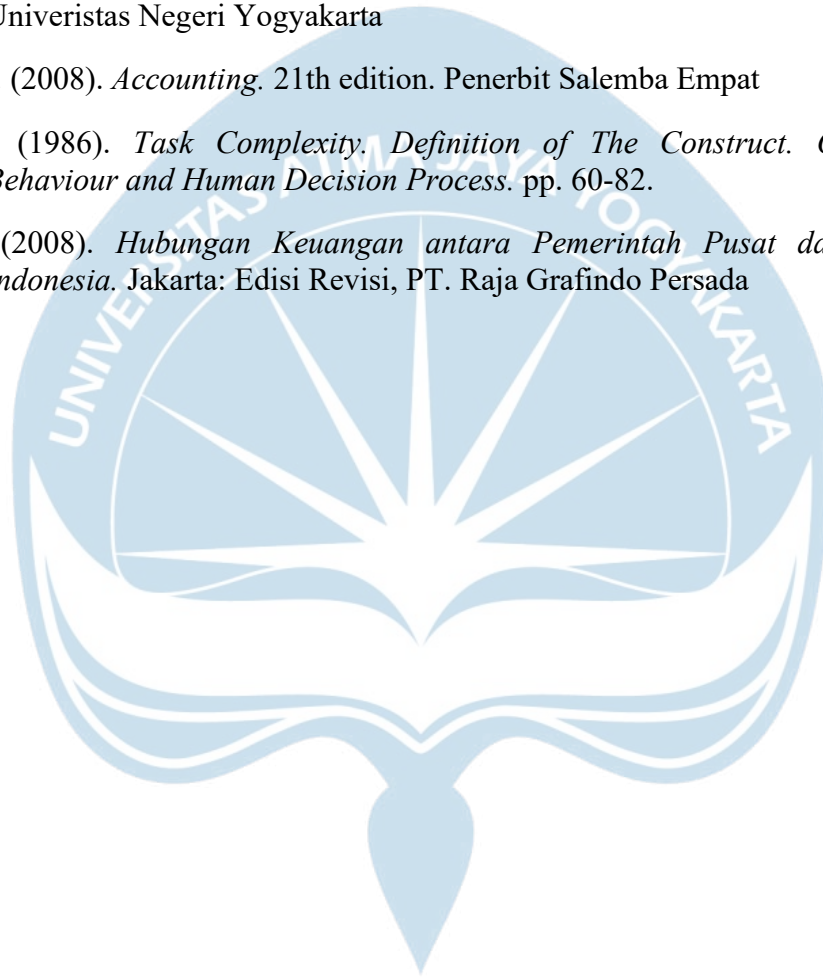 Univeristas Negeri Yogyakarta
(2008). Accounting. 21th edition. Penerbit Salemba Empat
(1986). Task Complexity. Definition of The Construct.
Behaviour and Human Decision Process. pp. 60-82.
(2008). Hubungan Keuangan antara Pemerintah Pusat
Indonesia. Jakarta: Edisi Revisi, PT. Raja Grafindo Persada
UNIVERSITAS ATMA JAYA YOGYAKARTA